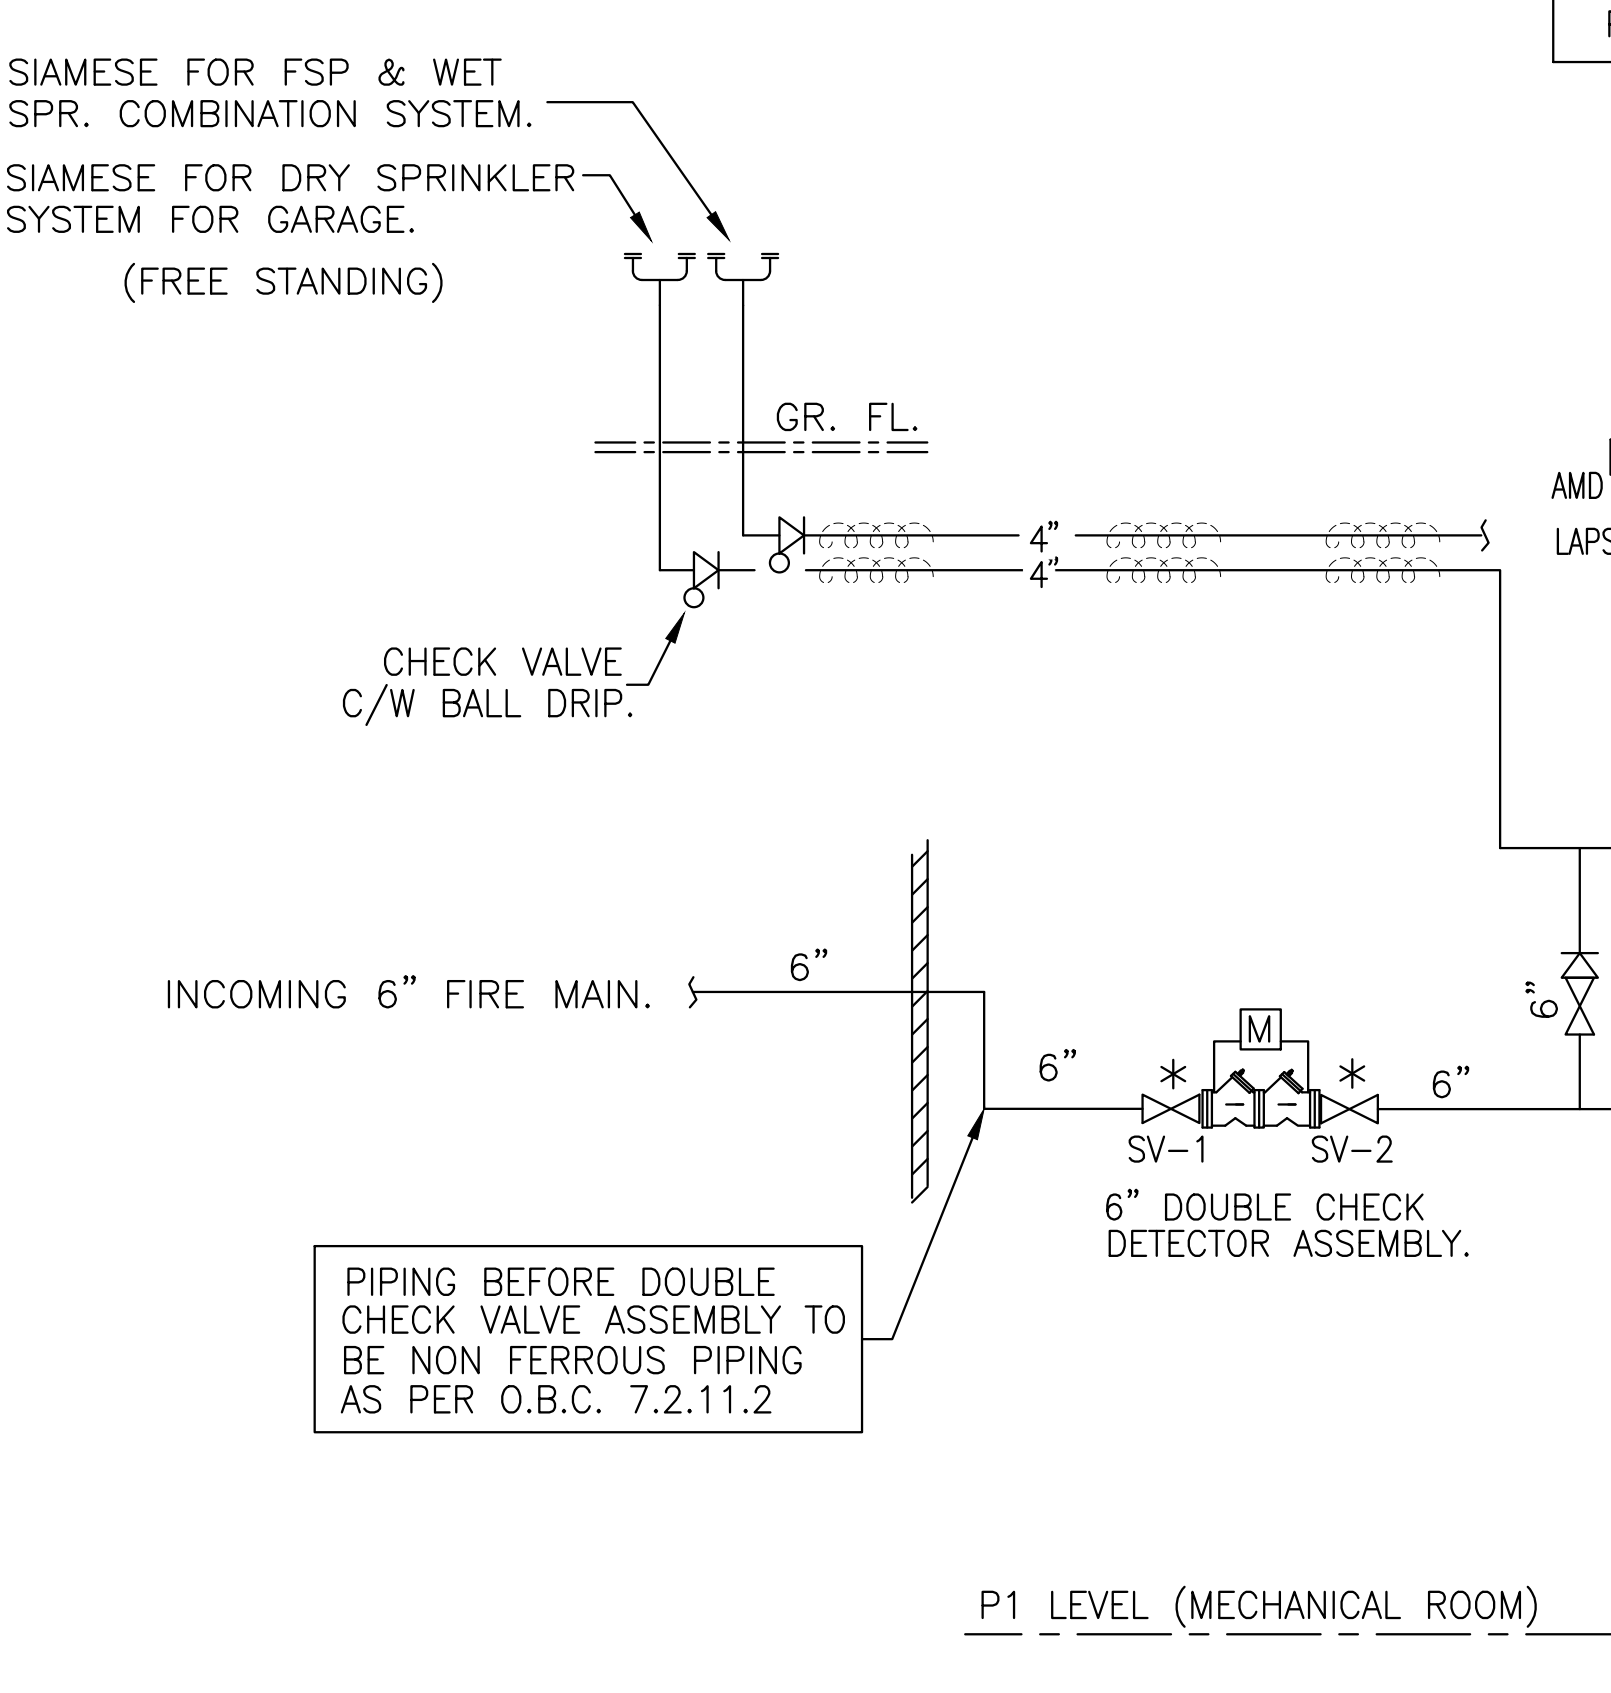 SIAMESE FOR FSP & WET
SPR. COMBINATION SYSTEM.
SIAMESE FOR DRY SPRINKLER
SYSTEM FOR GARAGE.
(FREE STANDING)
GR. FL.
AMD
4"
4"
CHECK VALVE
C/W BALL DRIP.
6"
INCOMING 6" FIRE MAIN.
6"
M
6"
*
*
6"
SV-1
SV-2
6" DOUBLE CHECK
DETECTOR ASSEMBLY.
PIPING BEFORE DOUBLE
CHECK VALVE ASSEMBLY TO
BE NON FERROUS PIPING
AS PER O.B.C. 7.2.11.2
P1 LEVEL (MECHANICAL ROOM)